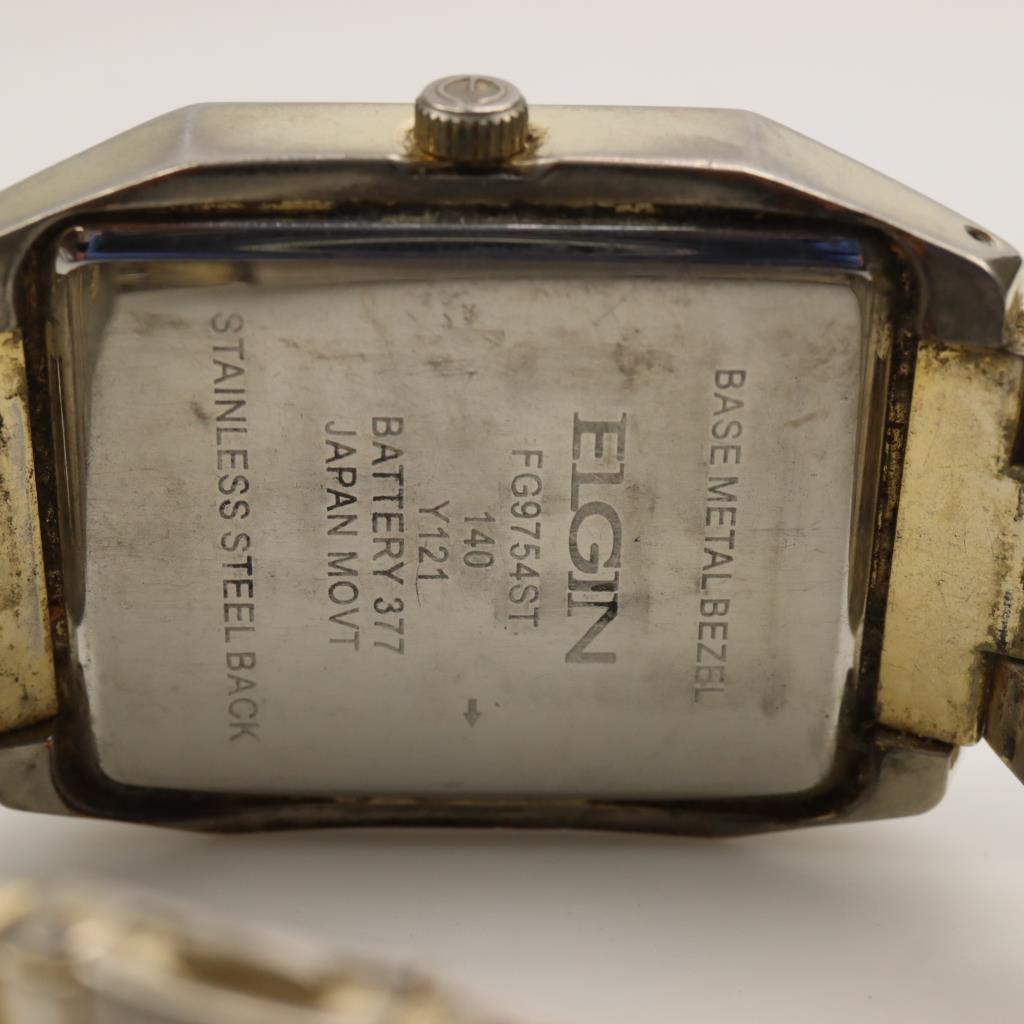 BASE METAL BEZEL
ELGIN
FG9754ST
140
Y121
BATTERY 377
JAPAN MOVT
STAINLESS STEEL BACK